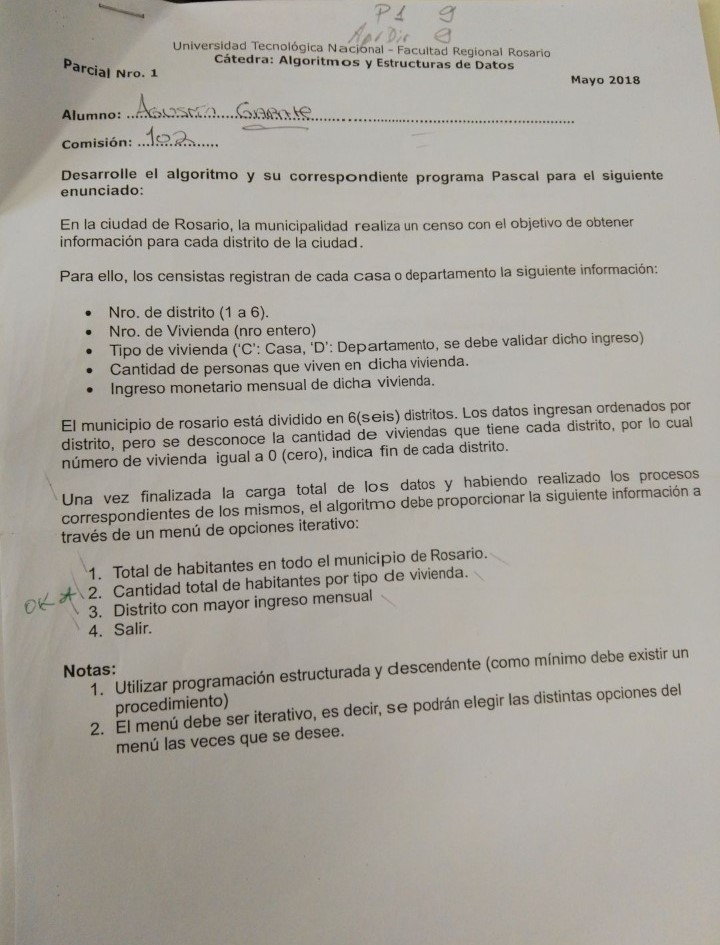 P1 9
Ap/Dir 9
Universidad Tecnológica Nacional - Facultad Regional Rosario
Cátedra: Algoritmos y Estructuras de Datos
Parcial Nro. 1
Mayo 2018
Alumno: Agustín
Comisión: 102
Desarrolle el algoritmo y su correspondiente programa Pascal para el siguiente
enunciado:
En la ciudad de Rosario, la municipalidad realiza un censo con el objetivo de obtener
información para cada distrito de la ciudad.
Para ello, los censistas registran de cada casa o departamento la siguiente información:
• Nro. de distrito (1 a 6).
• Nro. de Vivienda (nro entero)
• Tipo de vivienda ('C': Casa, 'D': Departamento, se debe validar dicho ingreso)
• Cantidad de personas que viven en dicha vivienda.
• Ingreso monetario mensual de dicha vivienda.
El municipio de rosario está dividido en 6(seis) distritos. Los datos ingresan ordenados por
distrito, pero se desconoce la cantidad de viviendas que tiene cada distrito, por lo cual
número de vivienda igual a 0 (cero), indica fin de cada distrito.
Una vez finalizada la carga total de los datos y habiendo realizado los procesos
correspondientes de los mismos, el algoritmo debe proporcionar la siguiente información a
través de un menú de opciones iterativo:
1. Total de habitantes en todo el municipio de Rosario.
OK 2. Cantidad total de habitantes por tipo de vivienda.
3. Distrito con mayor ingreso mensual
4. Salir.
Notas:
1. Utilizar programación estructurada y descendente (como mínimo debe existir un
procedimiento)
2. El menú debe ser iterativo, es decir, se podrán elegir las distintas opciones del
menú las veces que se desee.